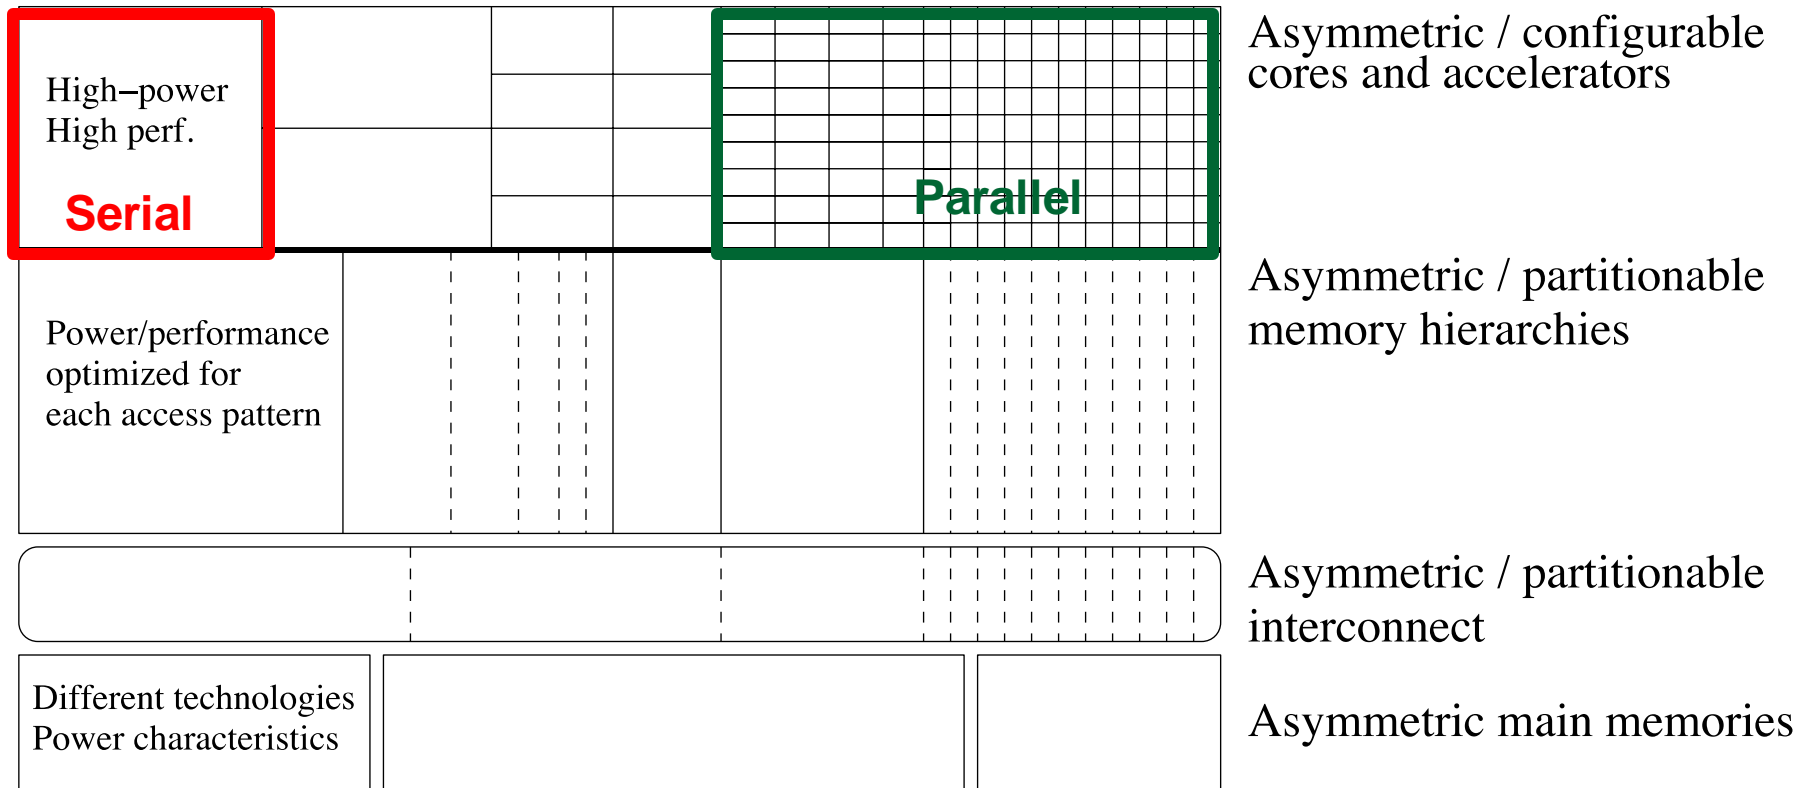 High−power
High perf.
Serial
Parallel
Asymmetric / configurable
cores and accelerators
Power/performance
optimized for
each access pattern
Asymmetric / partitionable
memory hierarchies
Asymmetric / partitionable
interconnect
Different technologies
Power characteristics
Asymmetric main memories